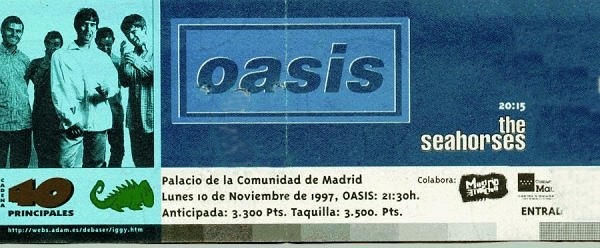 oasis
20:15
the
seahorses
CADENA
40
PRINCIPALES
http://webs.adam.es/debaser/iggy.htm
Palacio de la Comunidad de Madrid
Lunes 10 de Noviembre de 1997, OASIS: 21:30h.
Anticipada: 3.300 Pts. Taquilla: 3.500. Pts.
Colabora:
ENTRAD